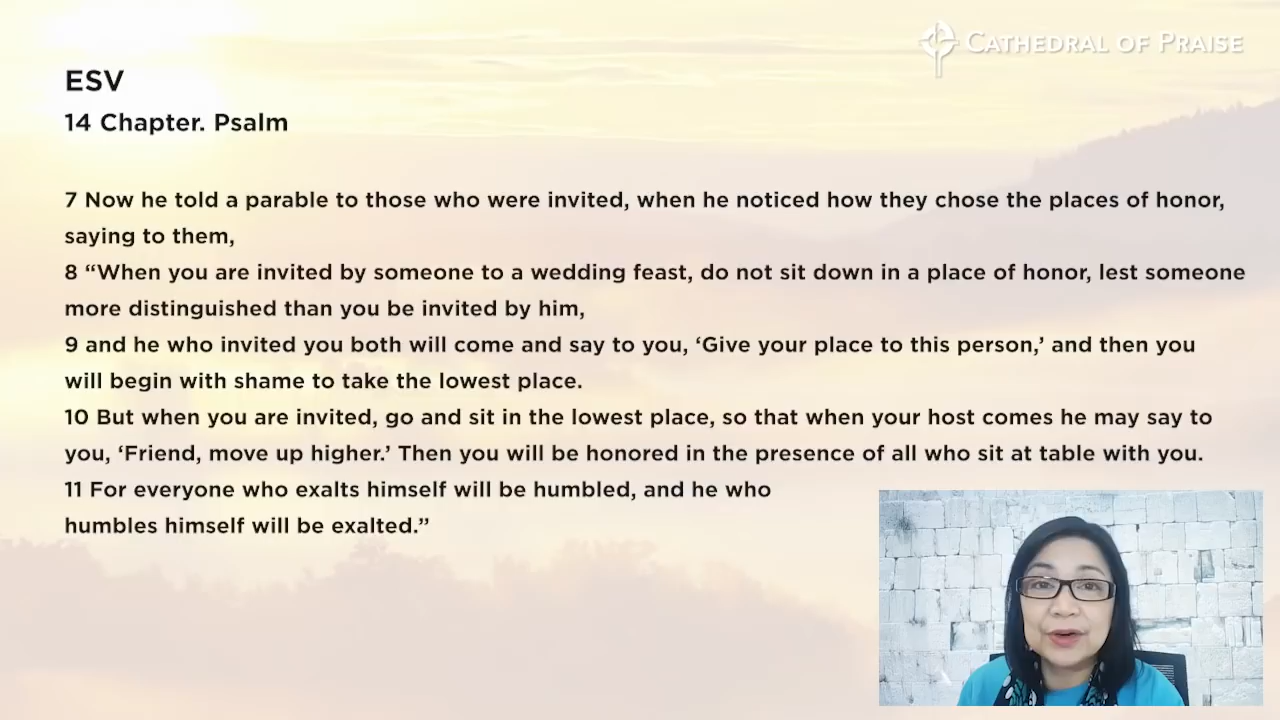 CATHEDRAL OF PRAISE
ESV
14 Chapter. Psalm
7 Now he told a parable to those who were invited, when he noticed how they chose the places of honor,
saying to them,
8 “When you are invited by someone to a wedding feast, do not sit down in a place of honor, lest someone
more distinguished than you be invited by him,
9 and he who invited you both will come and say to you, ‘Give your place to this person,’ and then you
will begin with shame to take the lowest place.
10 But when you are invited, go and sit in the lowest place, so that when your host comes he may say to
you, ‘Friend, move up higher.’ Then you will be honored in the presence of all who sit at table with you.
11 For everyone who exalts himself will be humbled, and he who
humbles himself will be exalted.”